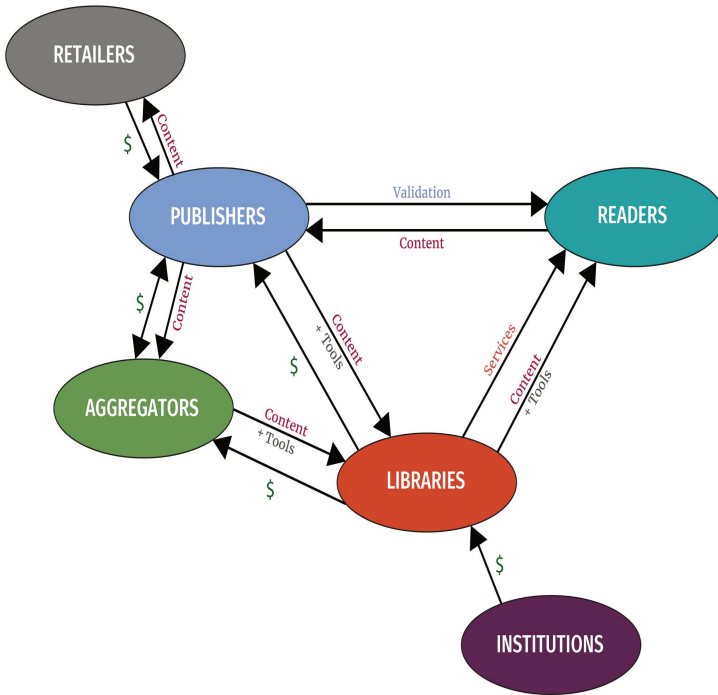 RETAILERS
$
Content
PUBLISHERS
Validation
READERS
Content
$
Content
Content
+ Tools
$
Services
Content
+ Tools
AGGREGATORS
Content
+ Tools
$
LIBRARIES
$
INSTITUTIONS